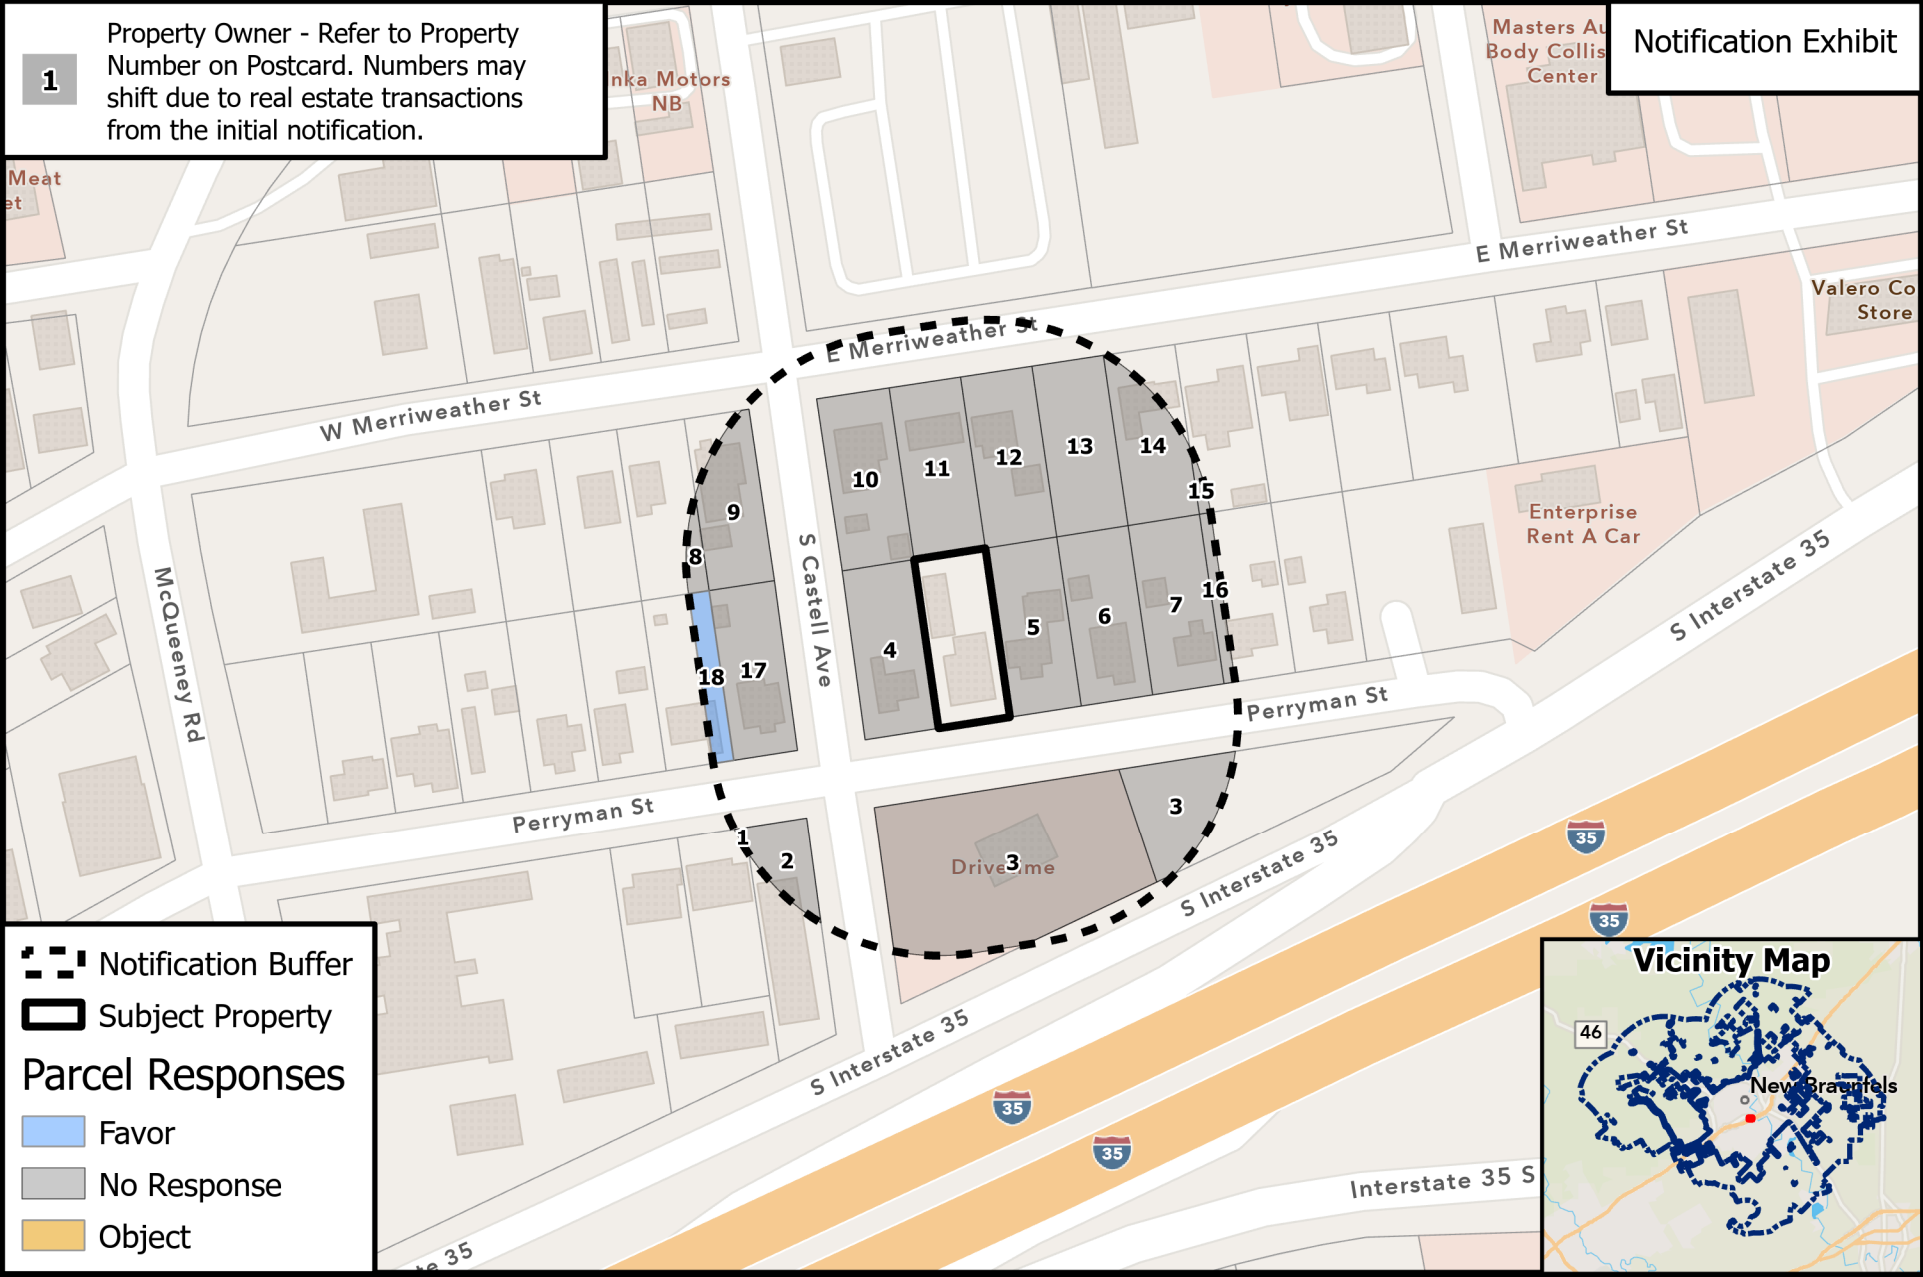 1
Property Owner - Refer to Property
Number on Postcard. Numbers may
shift due to real estate transactions
from the initial notification.
Notification Exhibit
nka Motors
NB
Masters Au
Body Collis
Center
Meat
et
E Merriweather St
Valero Co
Store
E Merriweather St
W Merriweather St
10
11
12
13
14
15
9
8
S Castell Ave
McQueeney Rd
Enterprise
Rent A Car
S Interstate 35
4
5
6
7
16
17
18
Perryman St
Perryman St
1
2
3
3
S Interstate 35
35
35
S Interstate 35
35
35
Interstate 35 S
te 35
Notification Buffer
Subject Property
Parcel Responses
Favor
No Response
Object
Vicinity Map
46
New Braunfels